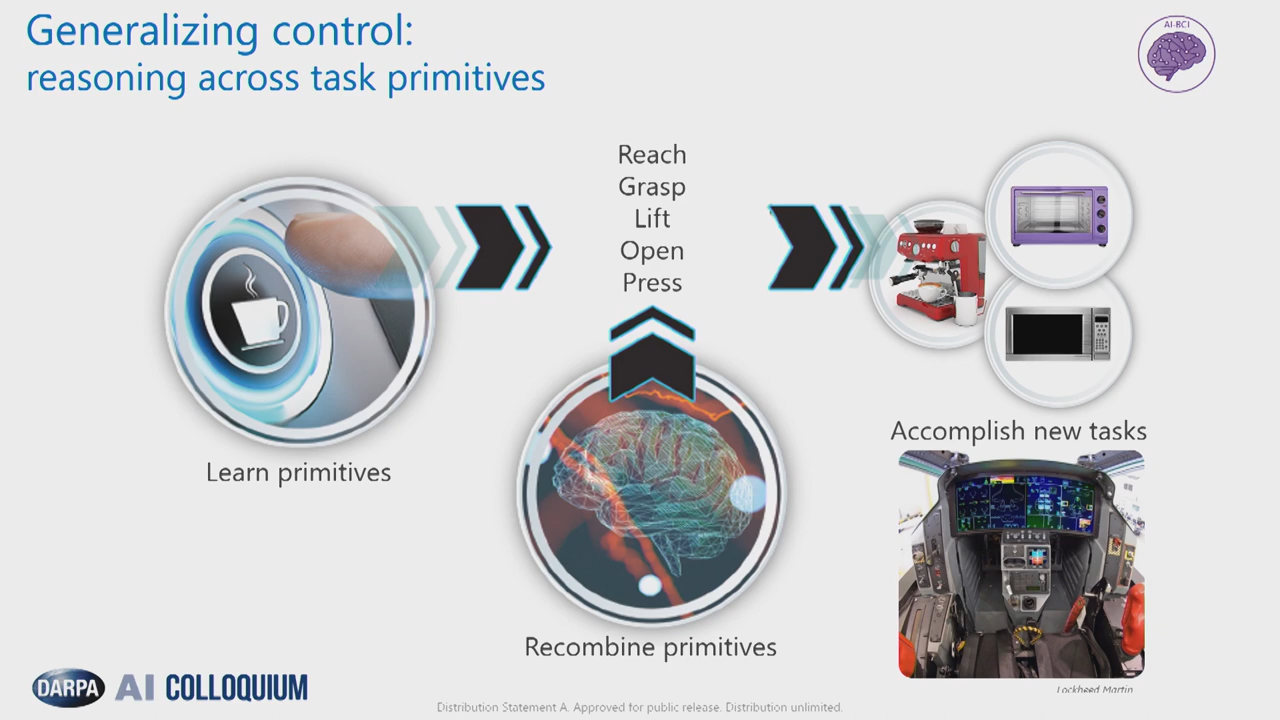 Generalizing control:
reasoning across task primitives
AI-BCI
Reach
Grasp
Lift
Open
Press
Learn primitives
Recombine primitives
Accomplish new tasks
Lockheed Martin
DARPA AI COLLOQUIUM
Distribution Statement A. Approved for public release. Distribution unlimited.